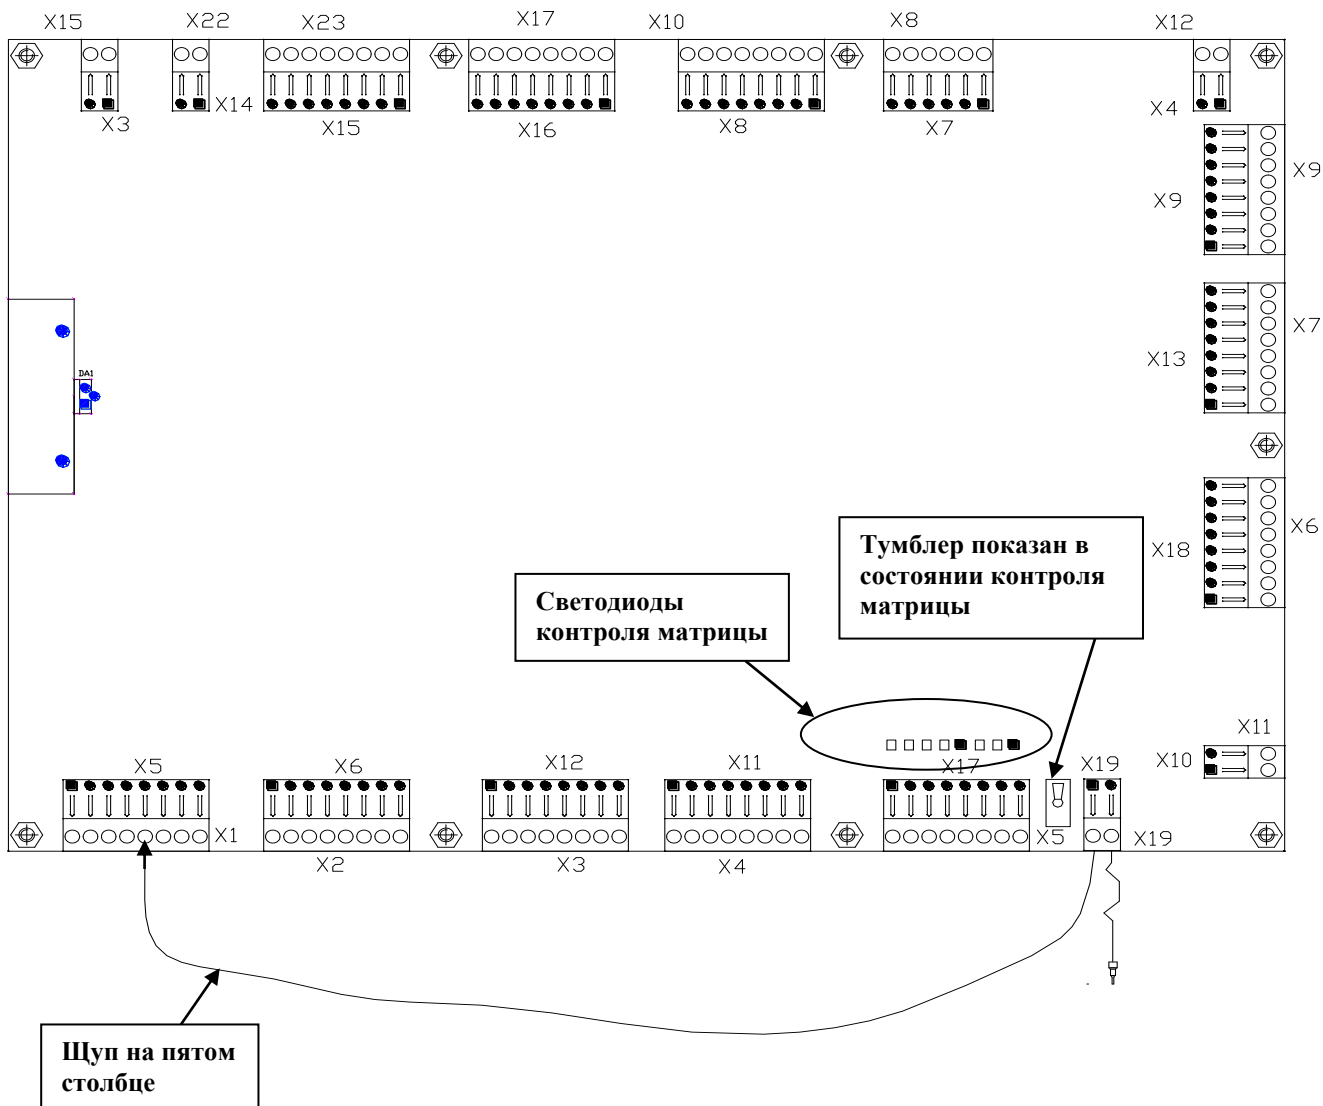 X15
X22
X23
X17
X10
X8
X12
X3
X14
X15
X16
X8
X7
X4
X9
X9
DA1
X7
X13
X6
X18
Тумблер показан в
состоянии контроля
матрицы
Светодиоды
контроля матрицы
X11
X10
X5
X6
X12
X11
X17
X19
X1
X2
X3
X4
X5
X19
Щуп на пятом
столбце